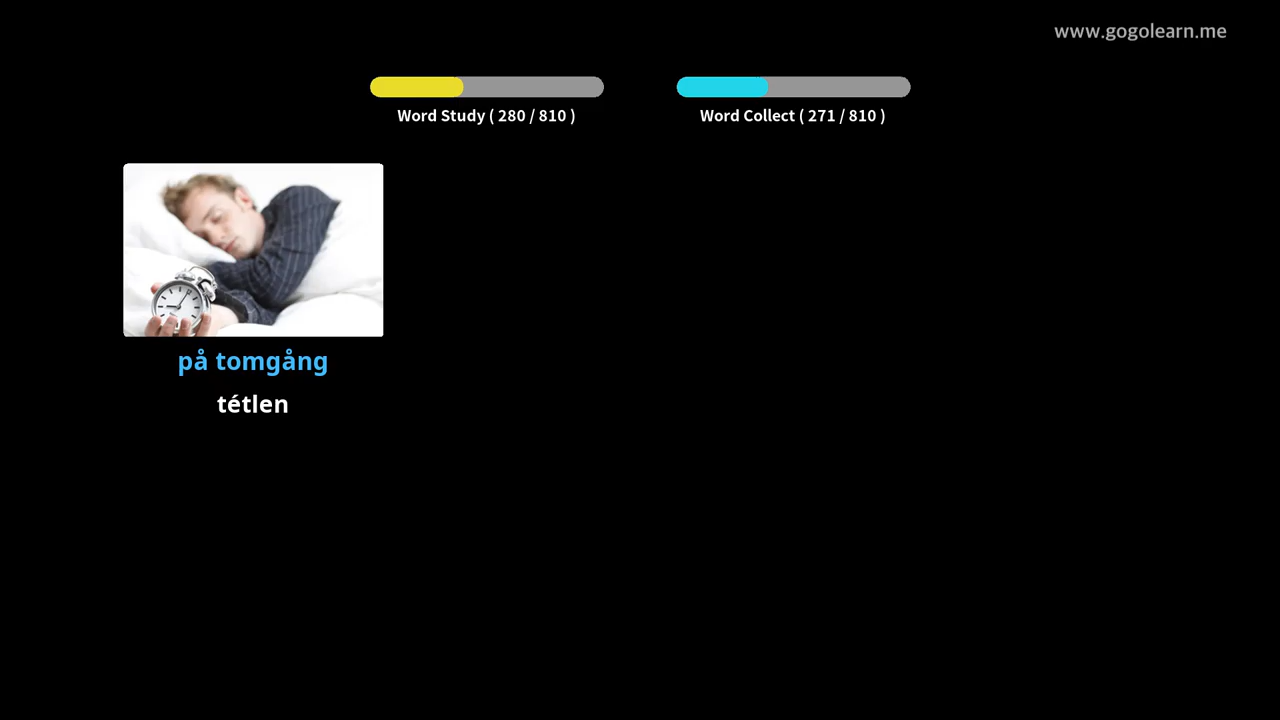 www.gogolearn.me
Word Study ( 280 / 810 )
Word Collect ( 271 / 810 )
på tomgång
tétlen